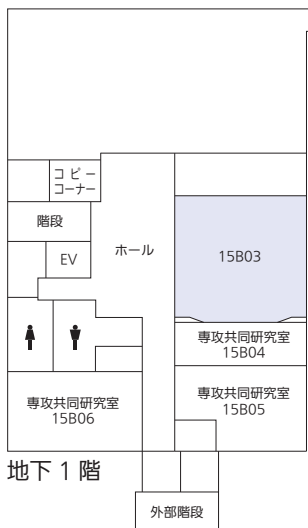 コピー
コーナー
階段
EV
ホール
15B03
専攻共同研究室
15B04
専攻共同研究室
15B05
専攻共同研究室
15B06
地下 1 階
外部階段